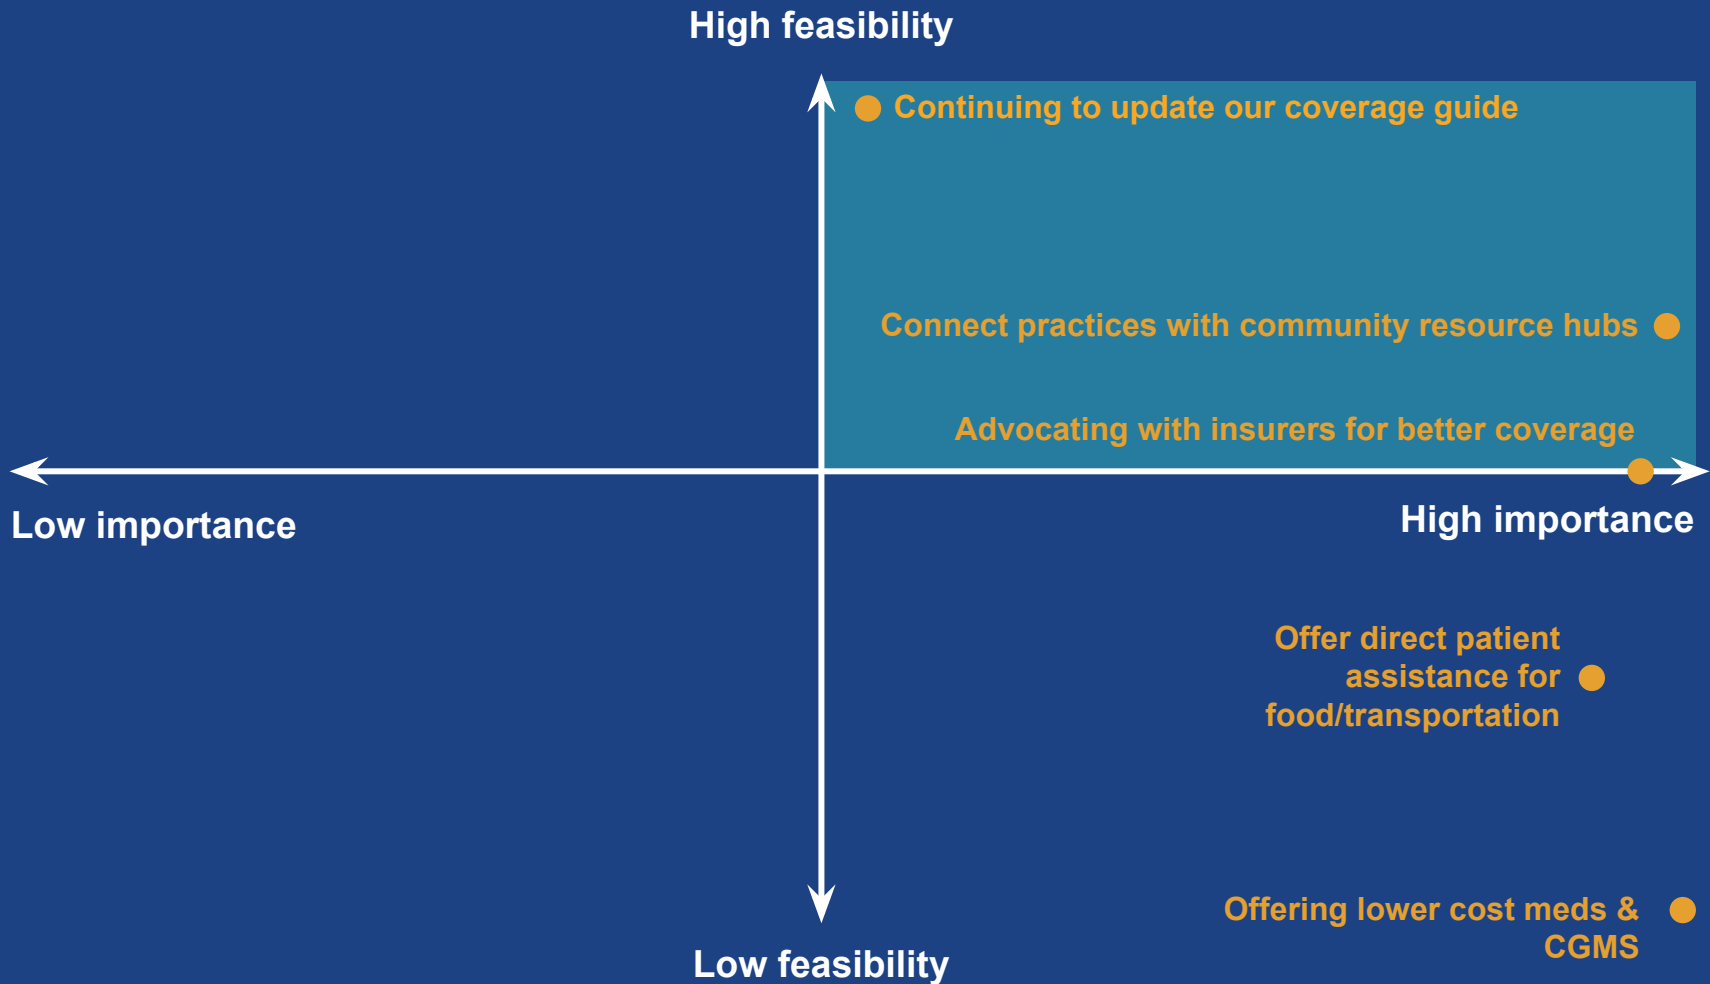 High feasibility
Continuing to update our coverage guide
Connect practices with community resource hubs
Advocating with insurers for better coverage
Low importance
High importance
Offer direct patient
assistance for
food/transportation
Offering lower cost meds &
CGMS
Low feasibility